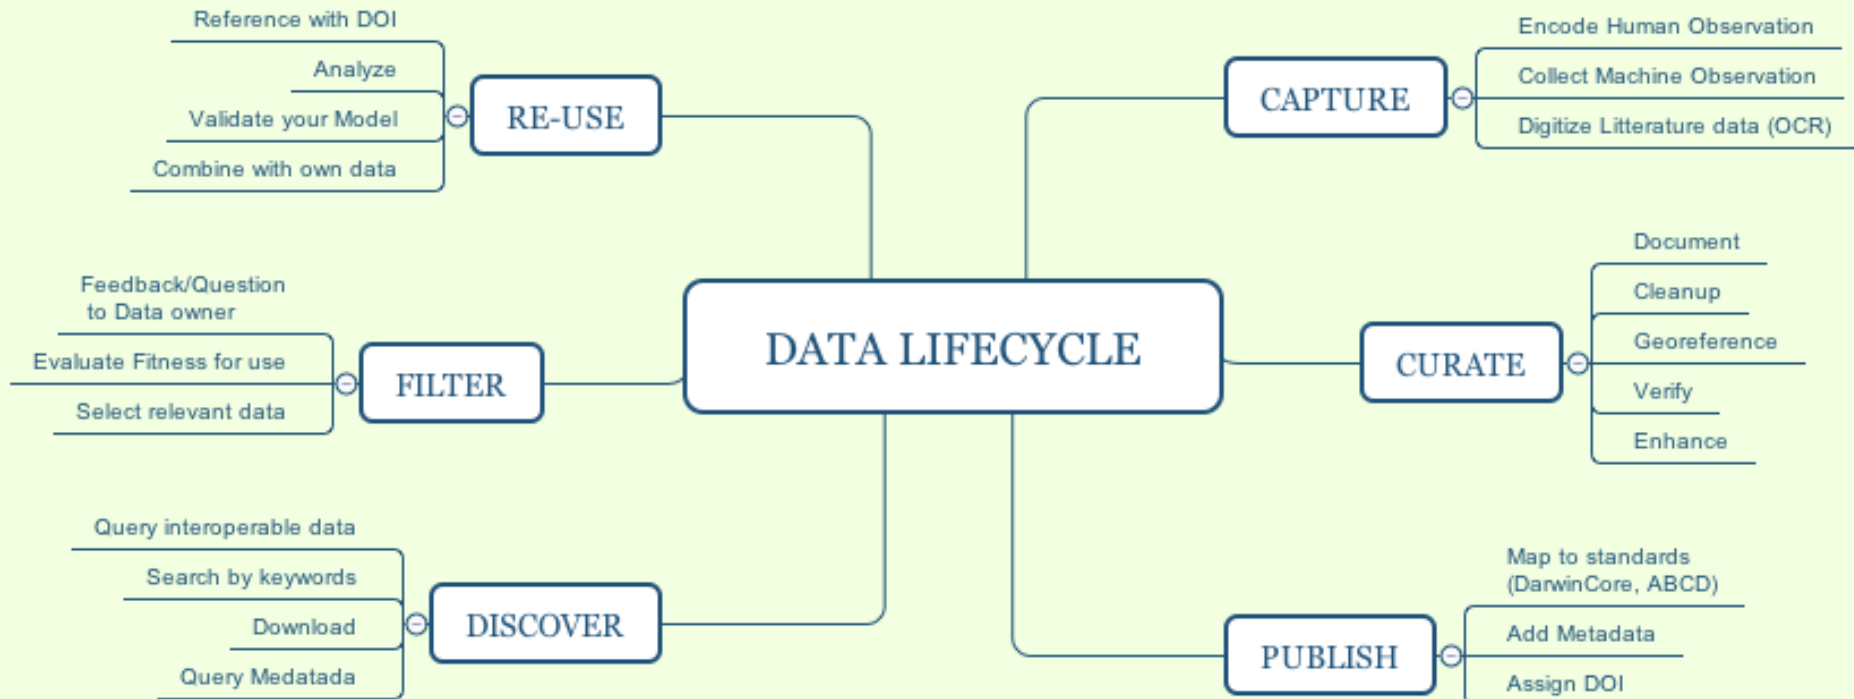 Reference with DOI
Analyze
Validate your Model
Combine with own data
RE-USE
CAPTURE
Encode Human Observation
Collect Machine Observation
Digitize Litterature data (OCR)
DATA LIFECYCLE
Feedback/Question
to Data owner
Evaluate Fitness for use
Select relevant data
FILTER
CURATE
Document
Cleanup
Georeference
Verify
Enhance
Query interoperable data
Search by keywords
Download
Query Medatada
DISCOVER
PUBLISH
Map to standards
(DarwinCore, ABCD)
Add Metadata
Assign DOI